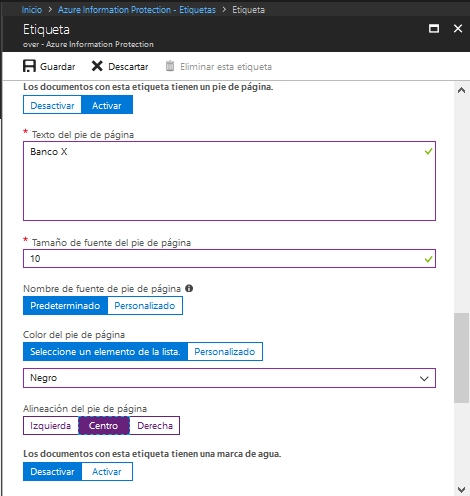 Inicio > Azure Information Protection - Etiquetas > Etiqueta
Etiqueta
over - Azure Information Protection
Guardar Descartar Eliminar esta etiqueta
Los documentos con esta etiqueta tienen un pie de página.
Desactivar Activar
* Texto del pie de página
Banco X
* Tamaño de fuente del pie de página
10
Nombre de fuente de pie de página
Predeterminado Personalizado
Color del pie de página
Seleccione un elemento de la lista. Personalizado
Negro
Alineación del pie de página
Izquierda Centro Derecha
Los documentos con esta etiqueta tienen una marca de agua.
Desactivar Activar